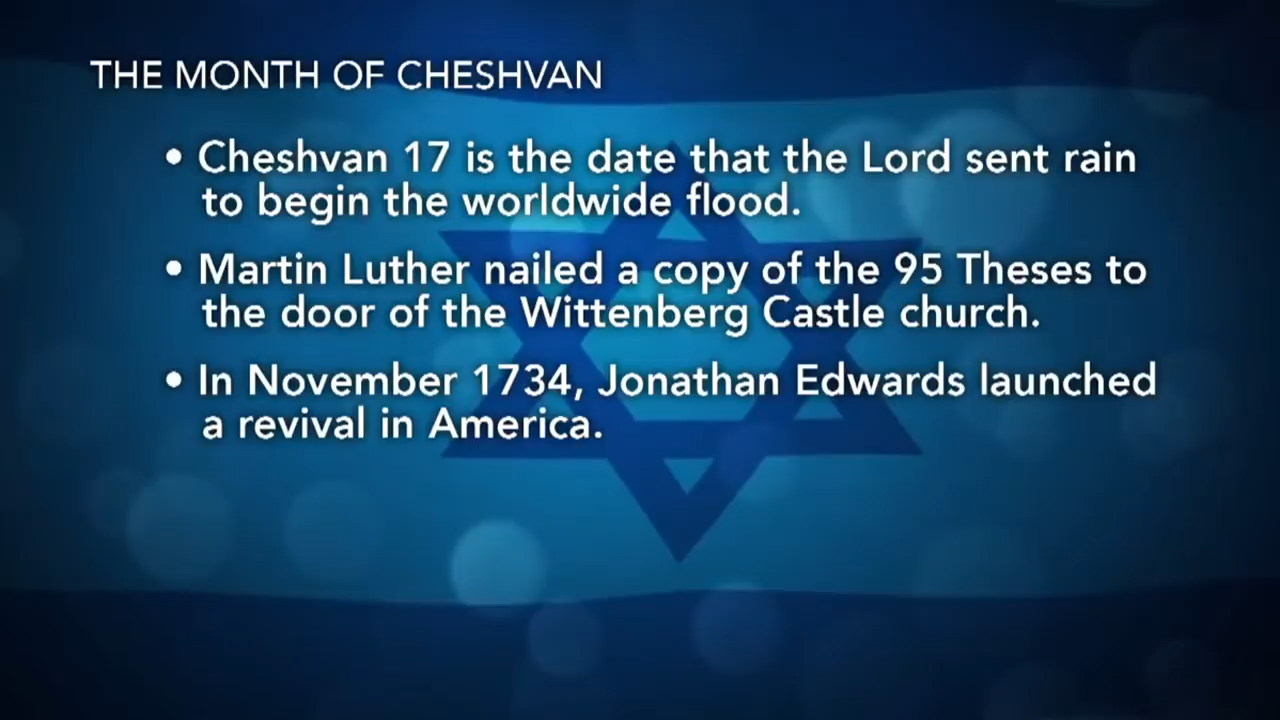 THE MONTH OF CHESHVAN
• Cheshvan 17 is the date that the Lord sent rain
to begin the worldwide flood.
• Martin Luther nailed a copy of the 95 Theses to
the door of the Wittenberg Castle church.
• In November 1734, Jonathan Edwards launched
a revival in America.